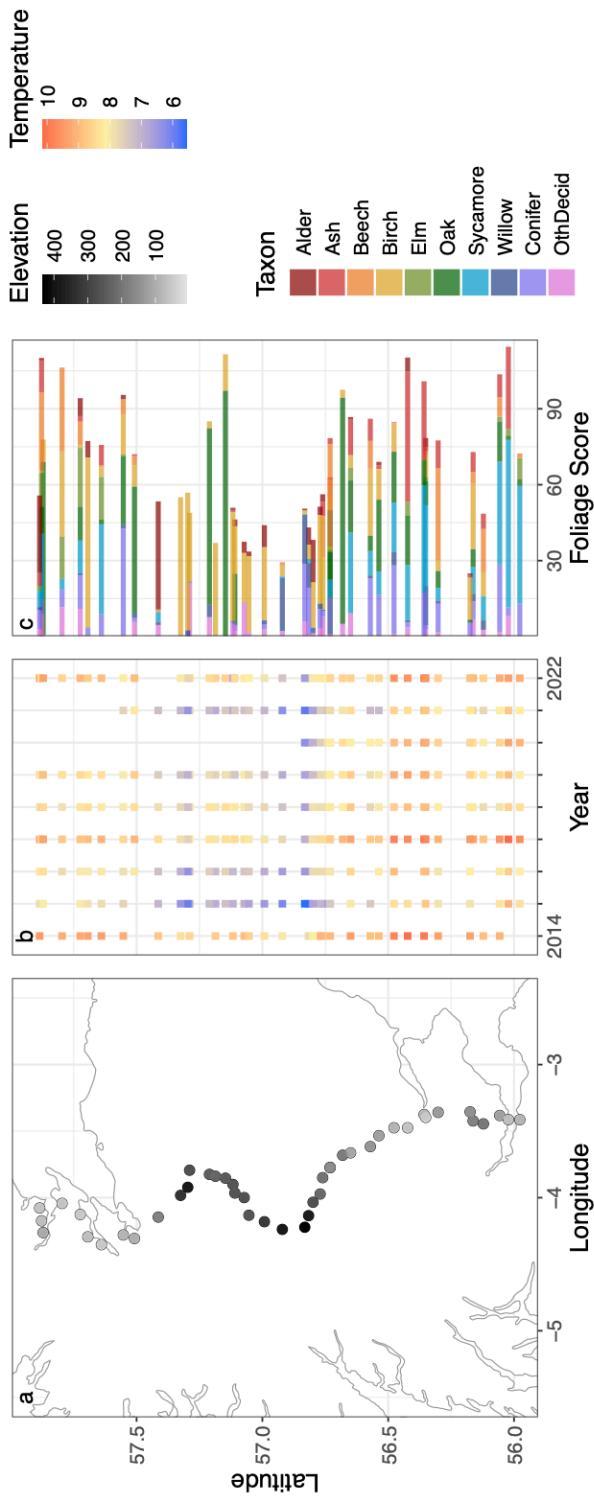 a
b
c
Latitude
57.5
57.0
56.5
56.0
−5
−4
−3
Longitude
2014
2022
Year
30
60
90
Foliage Score
Elevation
400
300
200
100
Temperature
10
9
8
7
6
Taxon
Alder
Ash
Beech
Birch
Elm
Oak
Sycamore
Willow
Conifer
OthDecid